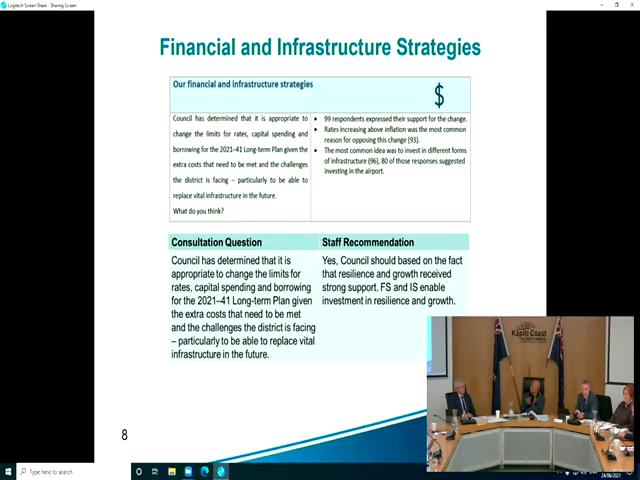 Logitech Screen Share - Sharing Screen
Financial and Infrastructure Strategies
Our financial and infrastructure strategies
$
Council has determined that it is appropriate to
change the limits for rates, capital spending and
borrowing for the 2021-41 Long-term Plan given the
extra costs that need to be met and the challenges
the district is facing – particularly to be able to
replace vital infrastructure in the future.
What do you think?
• 99 respondents expressed their support for the change.
• Rates increasing above inflation was the most common
reason for opposing this change (93).
• The most common idea was to invest in different forms
of infrastructure (96), 80 of those responses suggested
investing in the airport.
Consultation Question
Council has determined that it is
appropriate to change the limits for
rates, capital spending and borrowing
for the 2021–41 Long-term Plan given
the extra costs that need to be met
and the challenges the district is facing
– particularly to be able to replace vital
infrastructure in the future.
Staff Recommendation
Yes, Council should based on the fact
that resilience and growth received
strong support. FS and IS enable
investment in resilience and growth.
Kāpiti Coast
8
Type here to search
24/06/2021